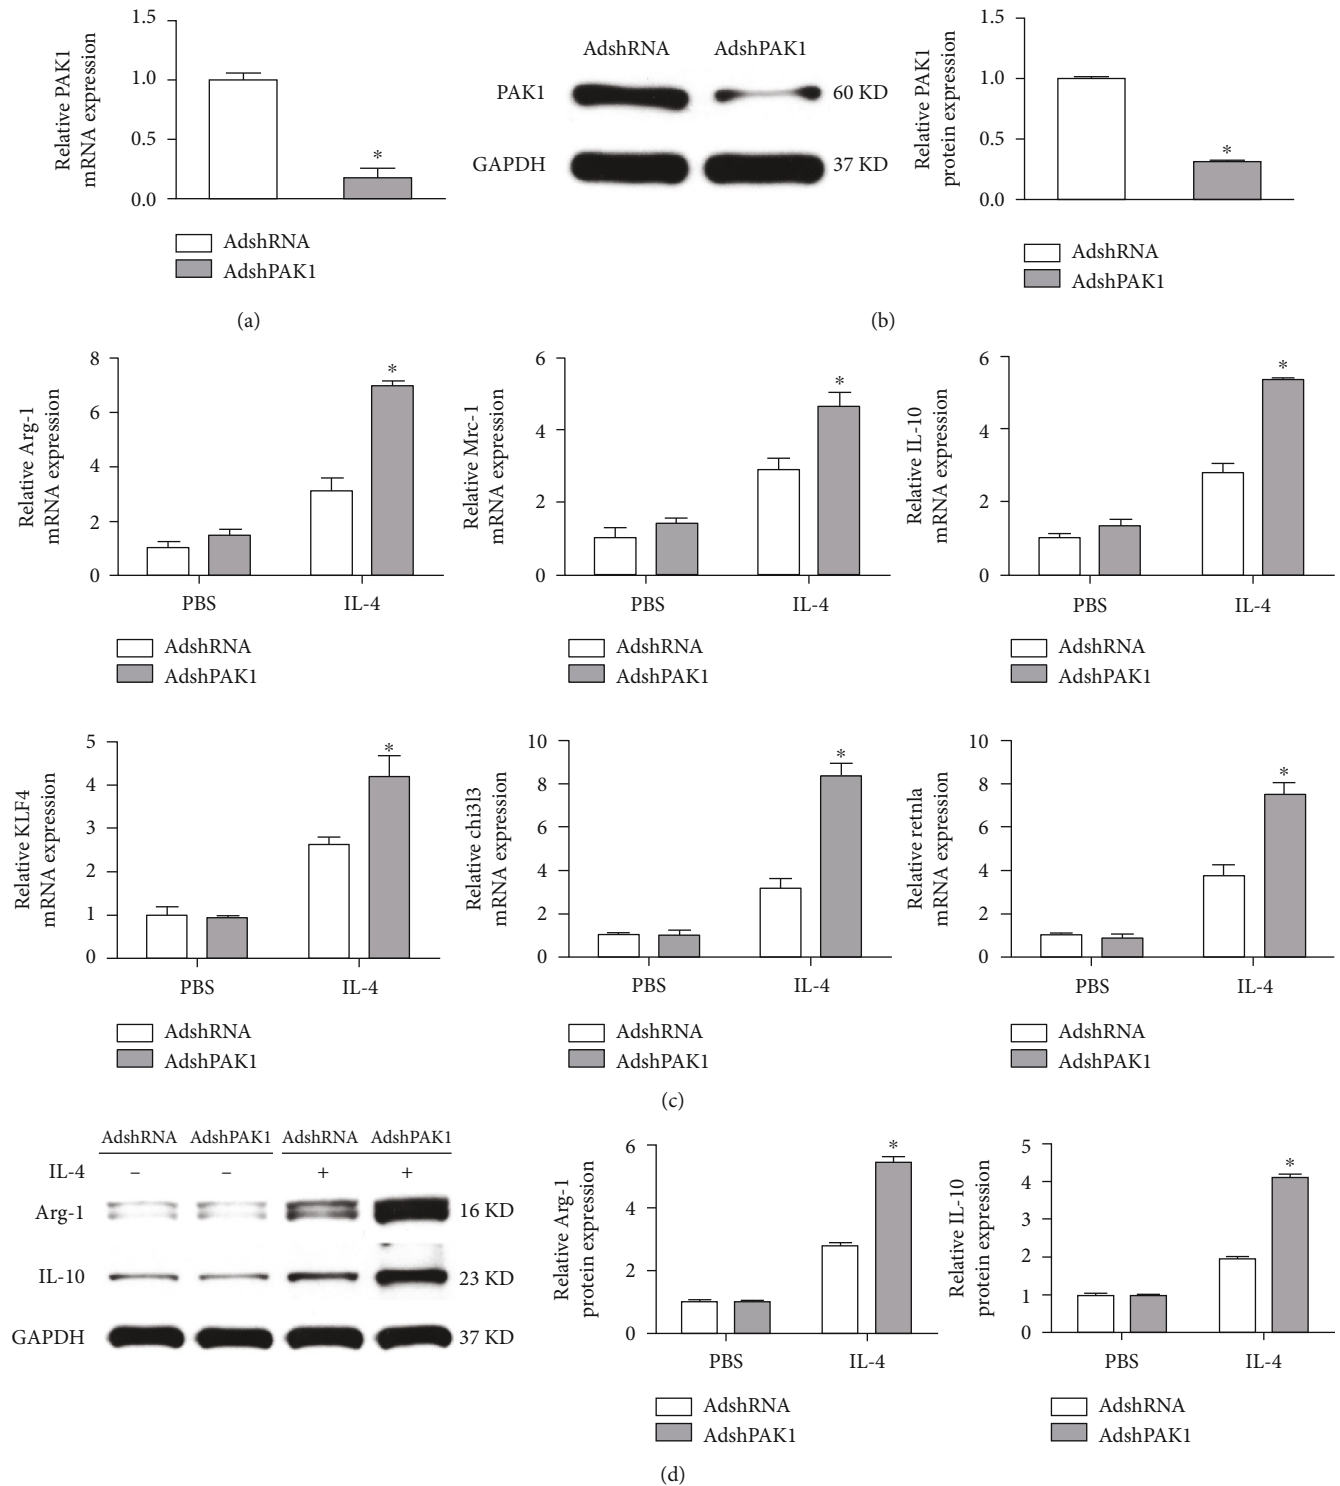 Relative PAK1
mRNA expression
1.5
1.0
0.5
0.0
*
AdshRNA
AdshPAK1
(a)
AdshRNA AdshPAK1
PAK1 60 KD
GAPDH 37 KD
Relative PAK1
protein expression
1.5
1.0
0.5
0.0
*
AdshRNA
AdshPAK1
(b)
Relative Arg-1
mRNA expression
8
6
4
2
0
*
PBS IL-4
AdshRNA
AdshPAK1
Relative Mrc-1
mRNA expression
6
4
2
0
*
PBS IL-4
AdshRNA
AdshPAK1
Relative IL-10
mRNA expression
6
4
2
0
*
PBS IL-4
AdshRNA
AdshPAK1
Relative KLF4
mRNA expression
5
4
3
2
1
0
*
PBS IL-4
AdshRNA
AdshPAK1
Relative chi3l3
mRNA expression
10
8
6
4
2
0
*
PBS IL-4
AdshRNA
AdshPAK1
Relative retnla
mRNA expression
10
8
6
4
2
0
*
PBS IL-4
AdshRNA
AdshPAK1
(c)
AdshRNA AdshPAK1 AdshRNA AdshPAK1
IL-4 – – + +
Arg-1 16 KD
IL-10 23 KD
GAPDH 37 KD
Relative Arg-1
protein expression
6
4
2
0
*
PBS IL-4
AdshRNA
AdshPAK1
Relative IL-10
protein expression
5
4
3
2
1
0
*
PBS IL-4
AdshRNA
AdshPAK1
(d)